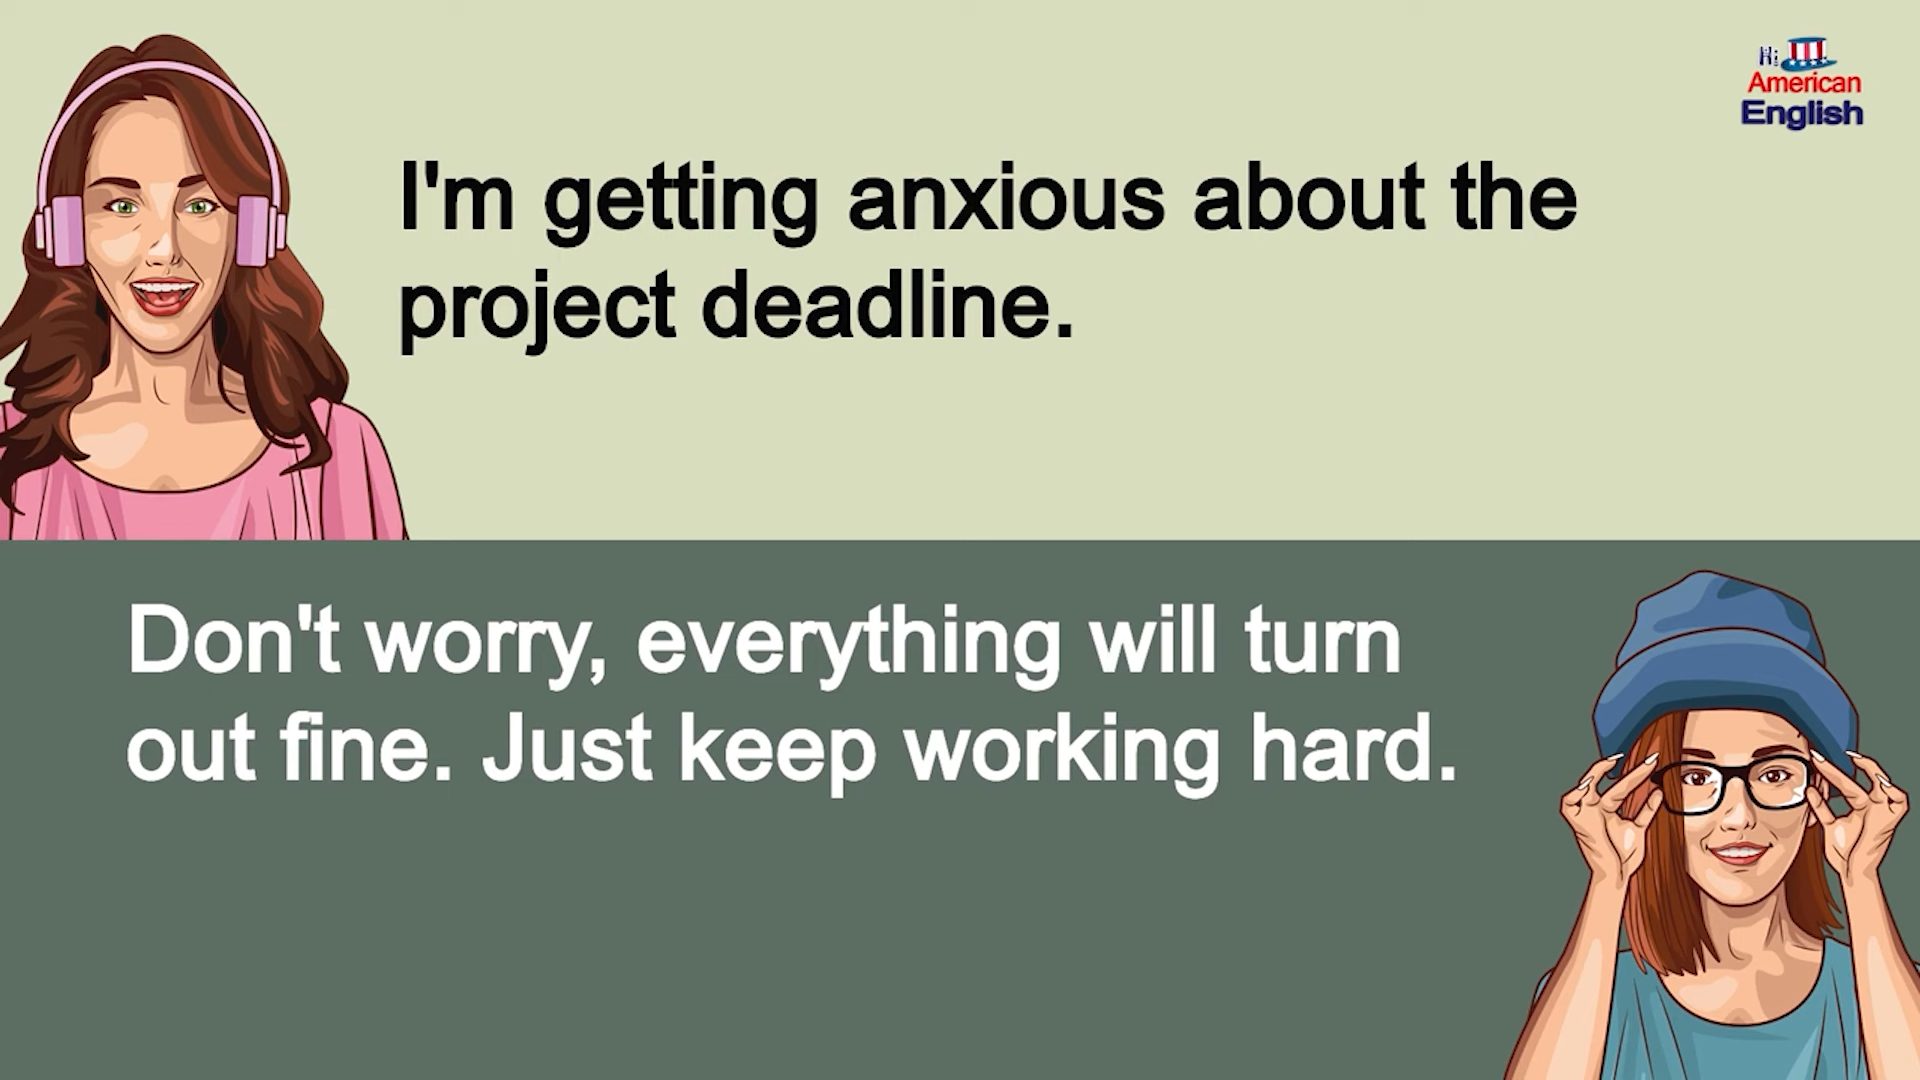 Hi
American
English
I'm getting anxious about the
project deadline.
Don't worry, everything will turn
out fine. Just keep working hard.